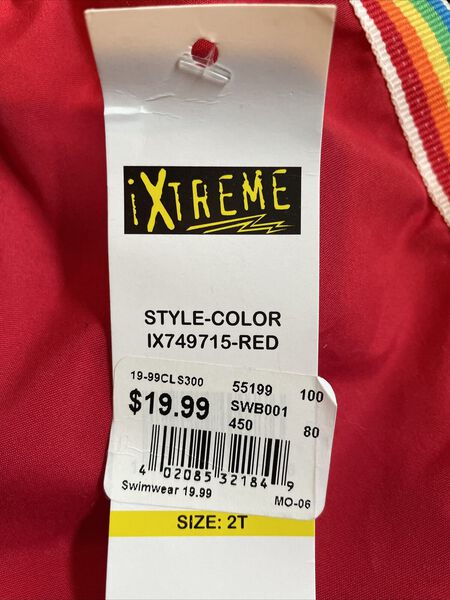 iXTREME
STYLE-COLOR
IX749715-RED
19-99CLS300 55199 100
$19.99 SWB001
450 80
4 02085 32184 9
Swimwear 19.99 MO-06
SIZE: 2T